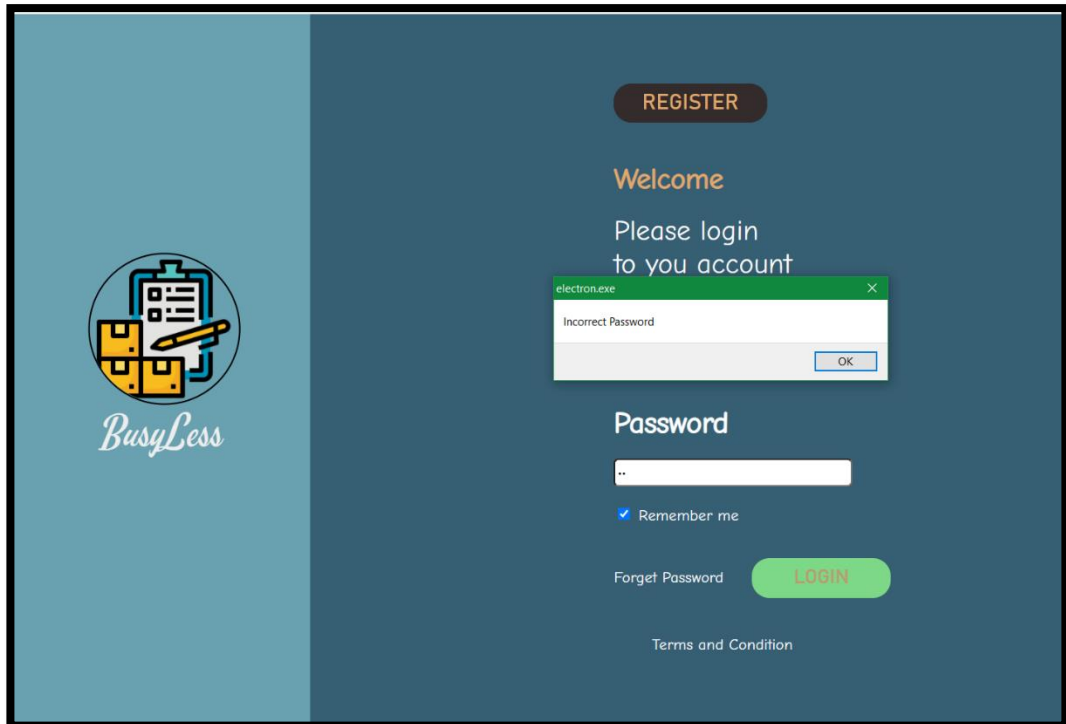 REGISTER
Welcome
Please login
to you account
electron.exe
Incorrect Password
OK
Password
Remember me
Forget Password
LOGIN
Terms and Condition
BusyLess